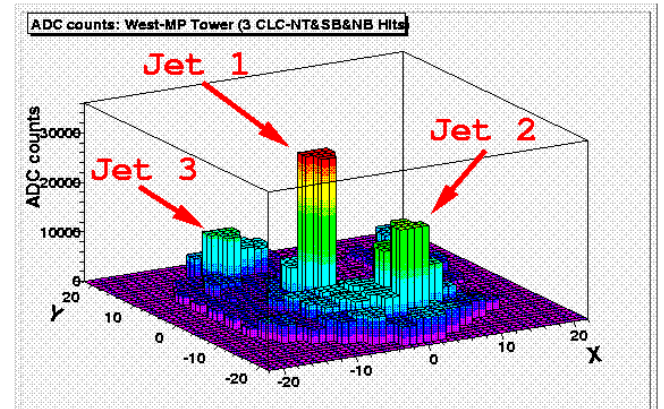 ADC counts: West-MP Tower (3 CLC-NT&SB&NB Hits)
Jet 1
Jet 2
Jet 3
ADC counts
30000
20000
10000
0
20
10
0
-10
-20
Y
-20
-10
0
10
20
X